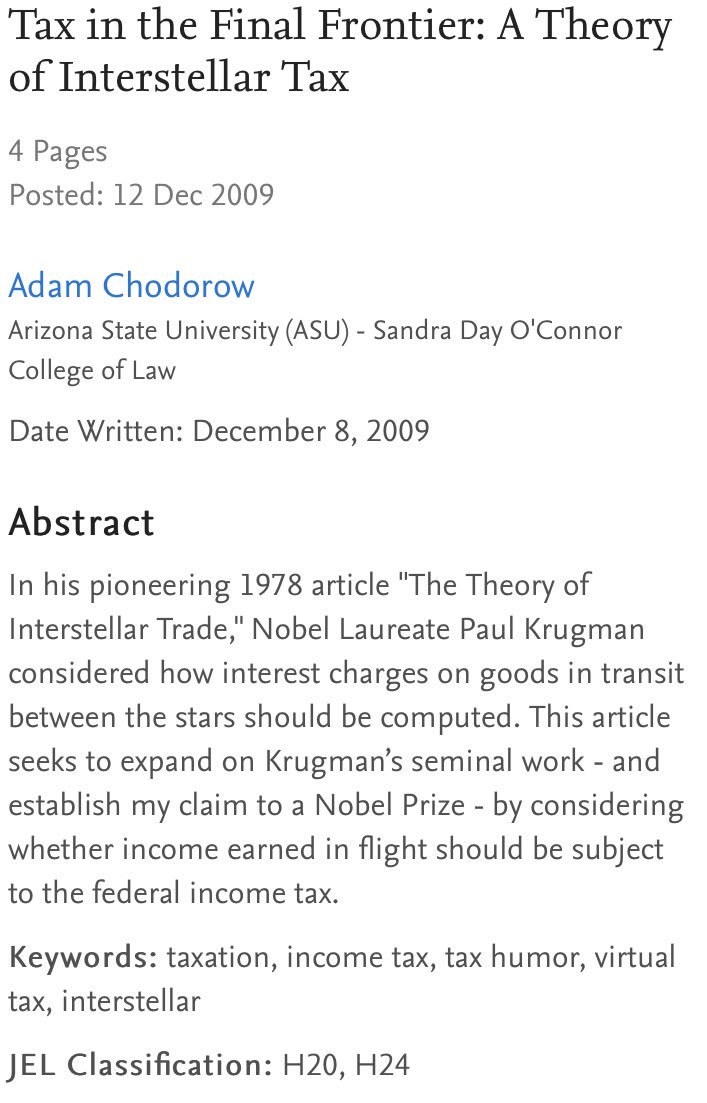 Tax in the Final Frontier: A Theory
of Interstellar Tax
4 Pages
Posted: 12 Dec 2009
Adam Chodorow
Arizona State University (ASU) - Sandra Day O'Connor
College of Law
Date Written: December 8, 2009
Abstract
In his pioneering 1978 article "The Theory of
Interstellar Trade," Nobel Laureate Paul Krugman
considered how interest charges on goods in transit
between the stars should be computed. This article
seeks to expand on Krugman’s seminal work - and
establish my claim to a Nobel Prize - by considering
whether income earned in flight should be subject
to the federal income tax.
Keywords: taxation, income tax, tax humor, virtual
tax, interstellar
JEL Classification: H20, H24